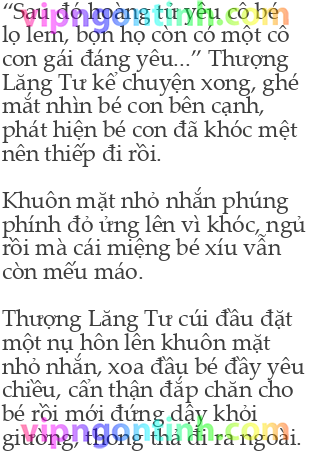 “Sau đó hoàng tử yêu cô bé
lọ lem, bọn họ còn có một cô
con gái đáng yêu...” Thượng
Lăng Tư kể chuyện xong, ghé
mắt nhìn bé con bên cạnh,
phát hiện bé con đã khóc mệt
nên thiếp đi rồi.

Khuôn mặt nhỏ nhắn phúng
phính đỏ ửng lên vì khóc, ngủ
rồi mà cái miệng bé xíu vẫn
còn mếu máo.

Thượng Lăng Tư cúi đầu đặt
một nụ hôn lên khuôn mặt
nhỏ nhắn, xoa đầu bé đầy yêu
chiều, cẩn thận đắp chăn cho
bé rồi mới đứng dậy khỏi
giường, thong thả đi ra ngoài.
vipngontinh.com
vipngontinh.com